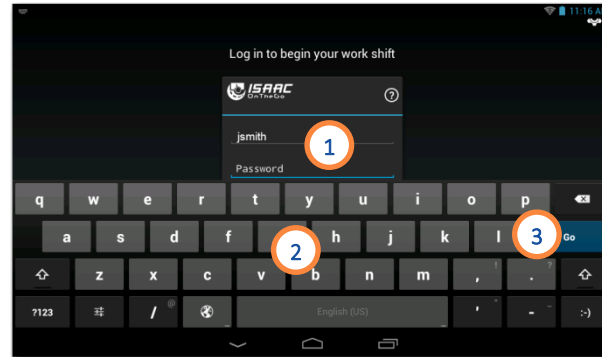 11:16 A
Log in to begin your work shift
ISAAC
OnTheGo
?
jsmith
1
Password
q w e r t y u i o p
a s d f h j k l 3 Go
2
z x c v b n m , ! . ?
?123 / @ English (US) ' " - _ :-)